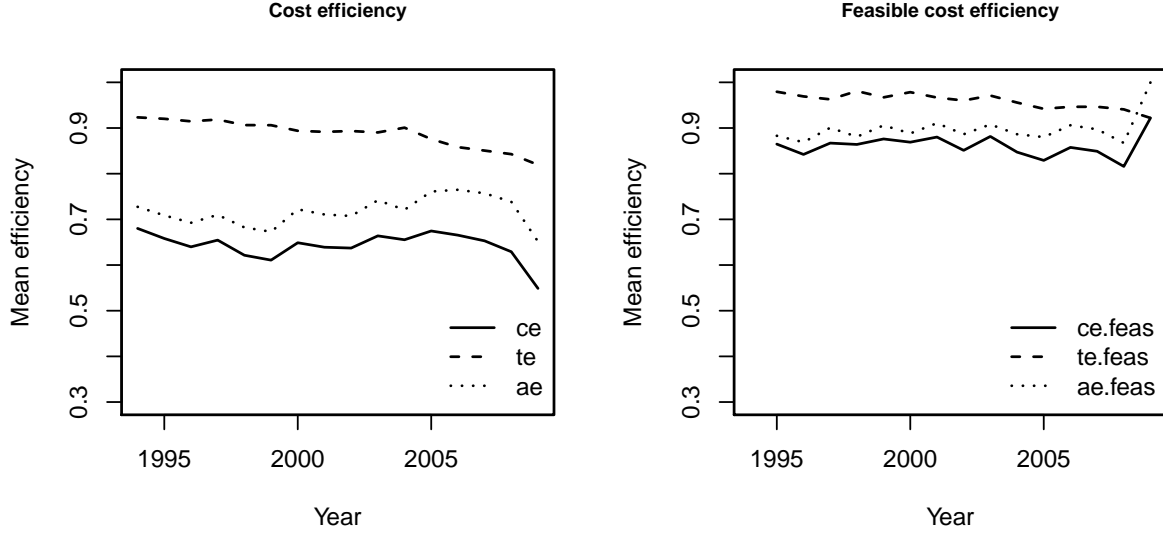 Cost efficiency
Mean efficiency
0.9
0.7
0.5
0.3
ce
te
ae
1995 2000 2005
Year
Feasible cost efficiency
Mean efficiency
0.9
0.7
0.5
0.3
ce.feas
te.feas
ae.feas
1995 2000 2005
Year